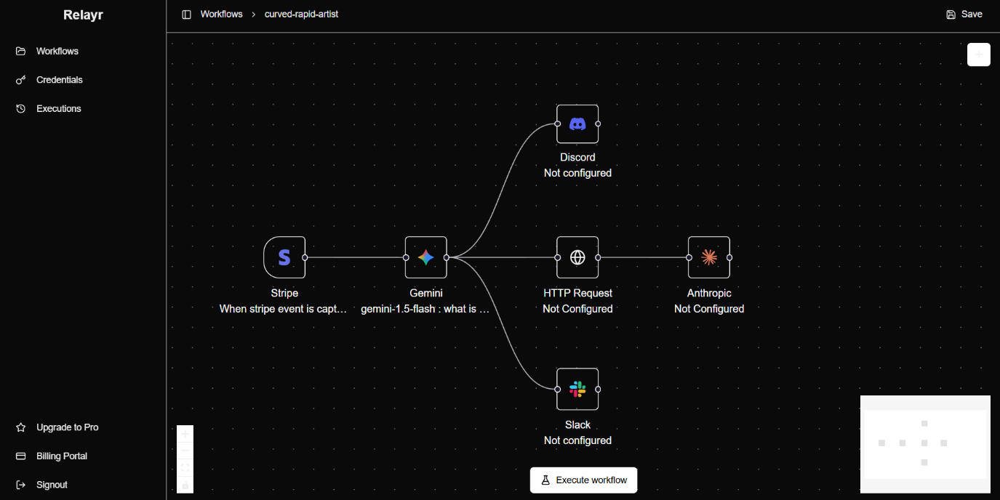 Relayr
Workflows
Credentials
Executions
Upgrade to Pro
Billing Portal
Signout
Workflows > curved-rapid-artist
Save
Discord
Not configured
Stripe
When stripe event is capt…
Gemini
gemini-1.5-flash : what is …
HTTP Request
Not Configured
Anthropic
Not Configured
Slack
Not configured
Execute workflow